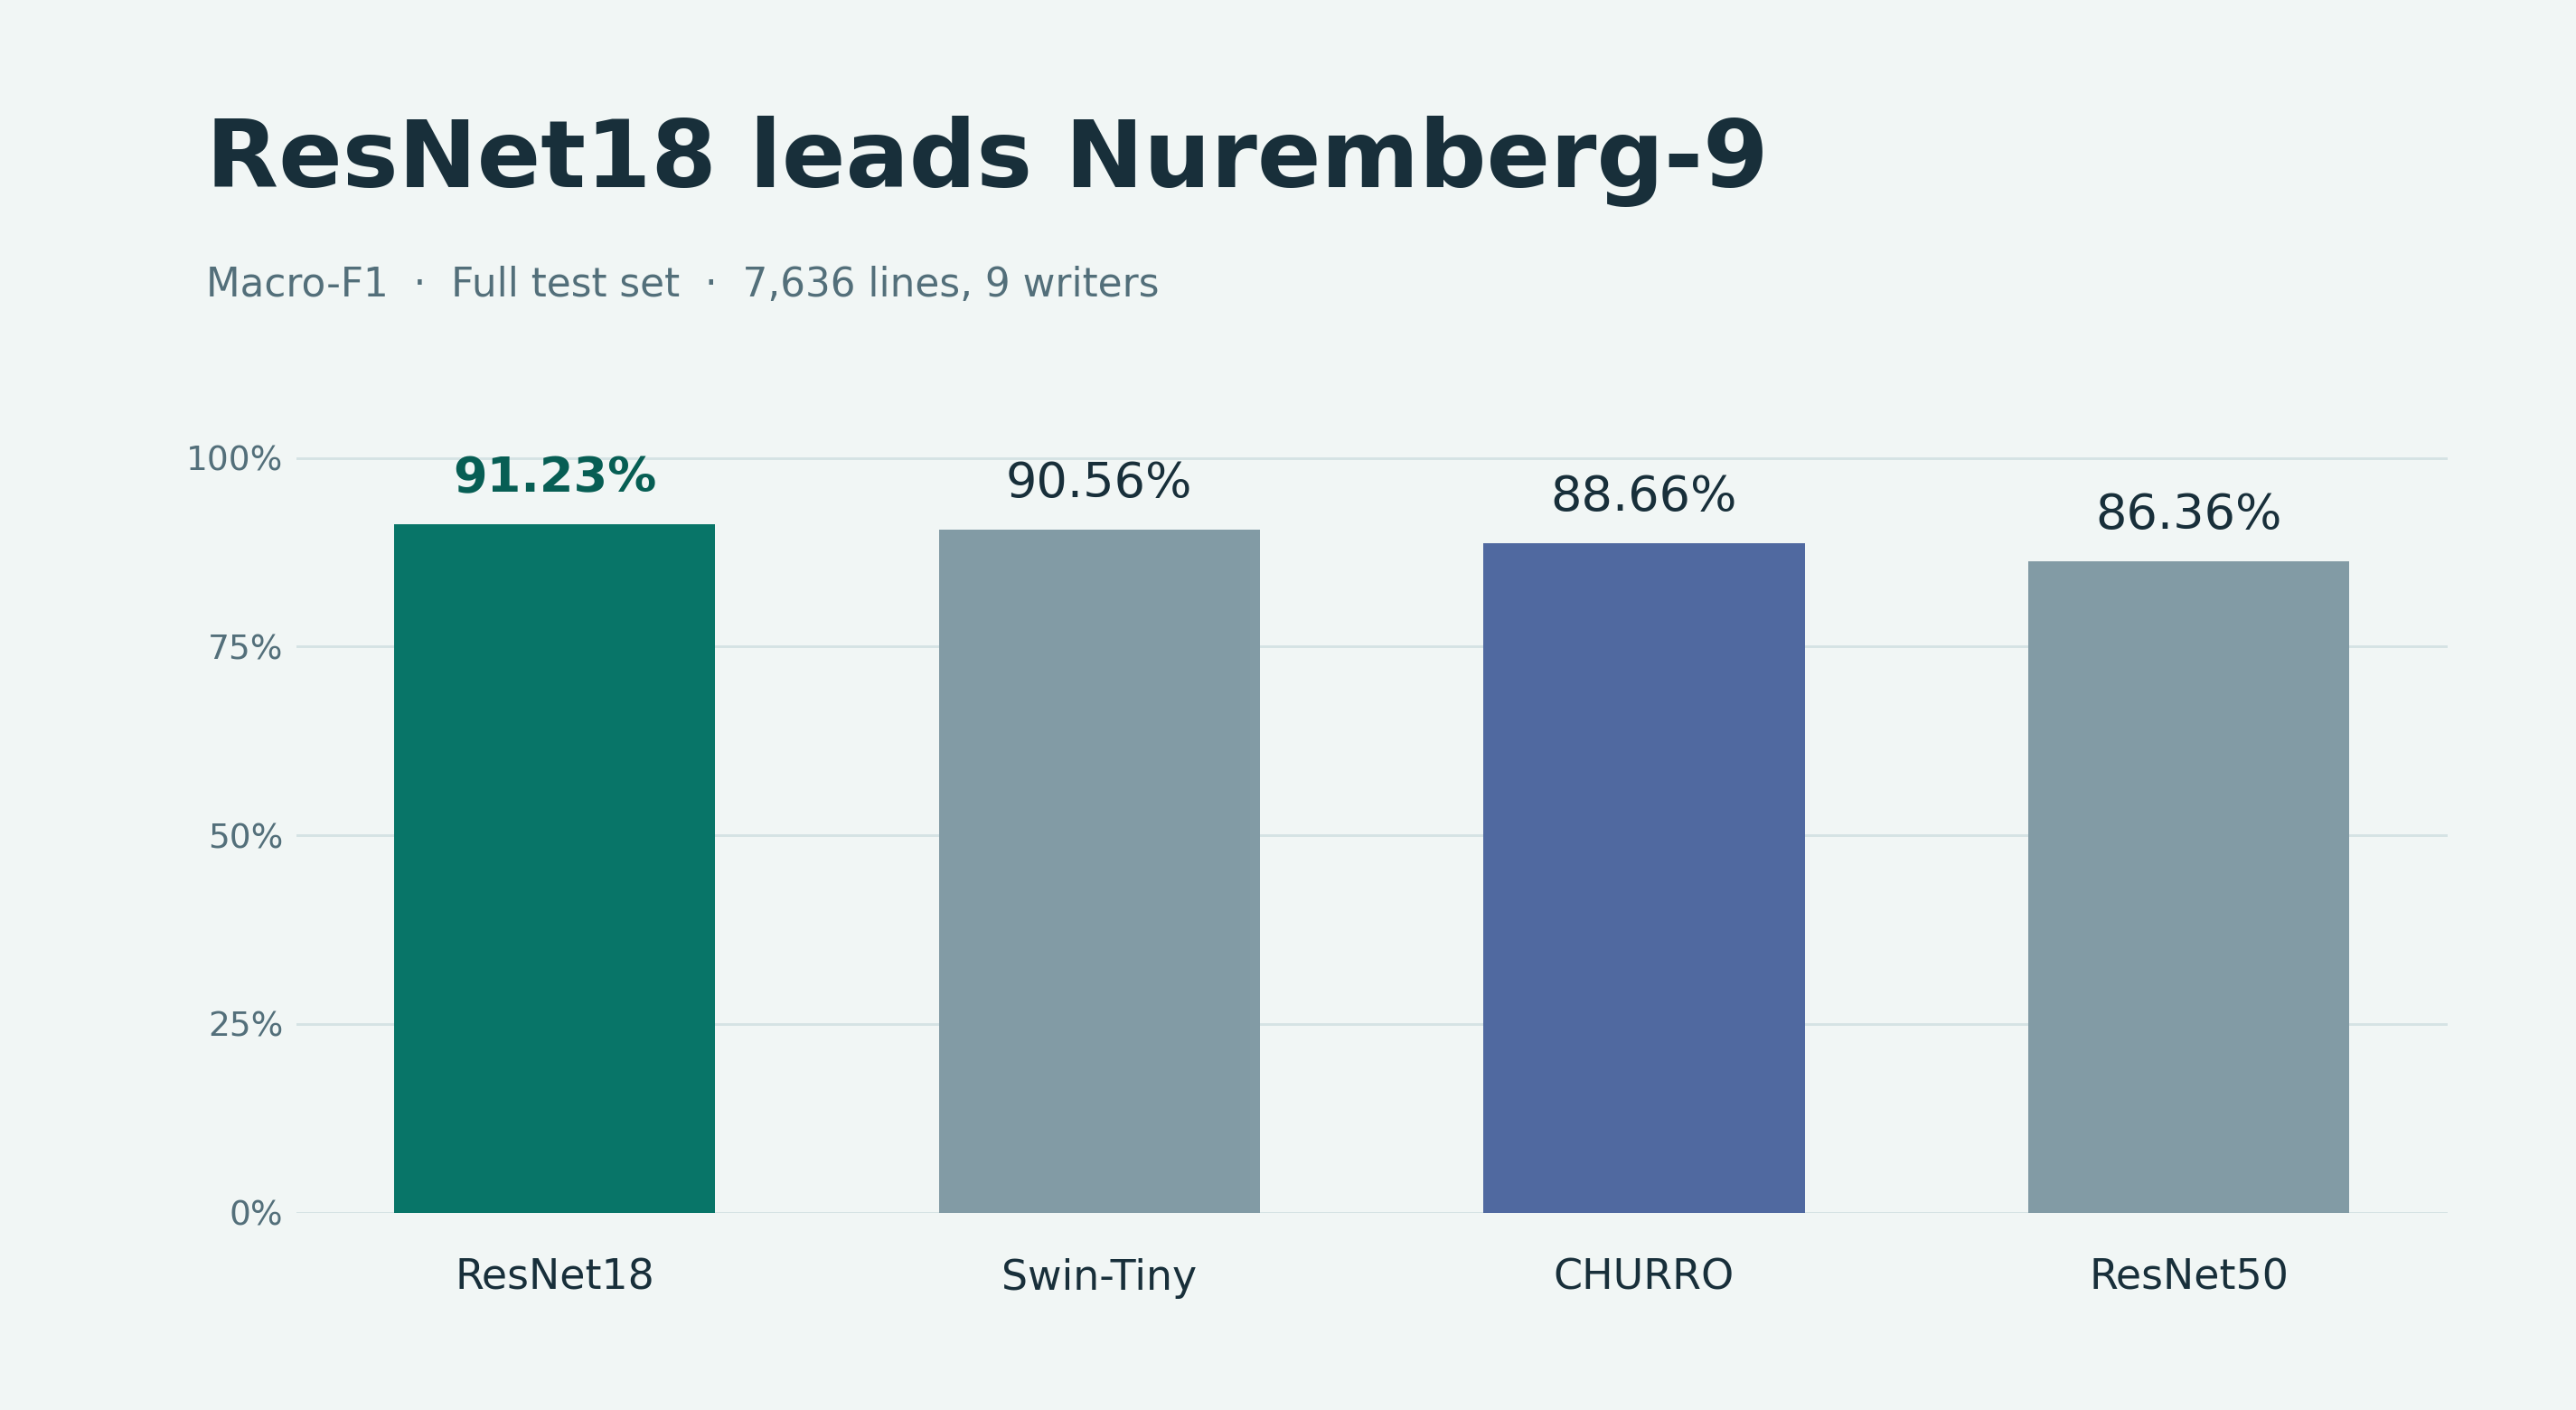 ResNet18 leads Nuremberg-9
Macro-F1 · Full test set · 7,636 lines, 9 writers
100%
91.23%
90.56%
88.66%
86.36%
75%
50%
25%
0%
ResNet18
Swin-Tiny
CHURRO
ResNet50